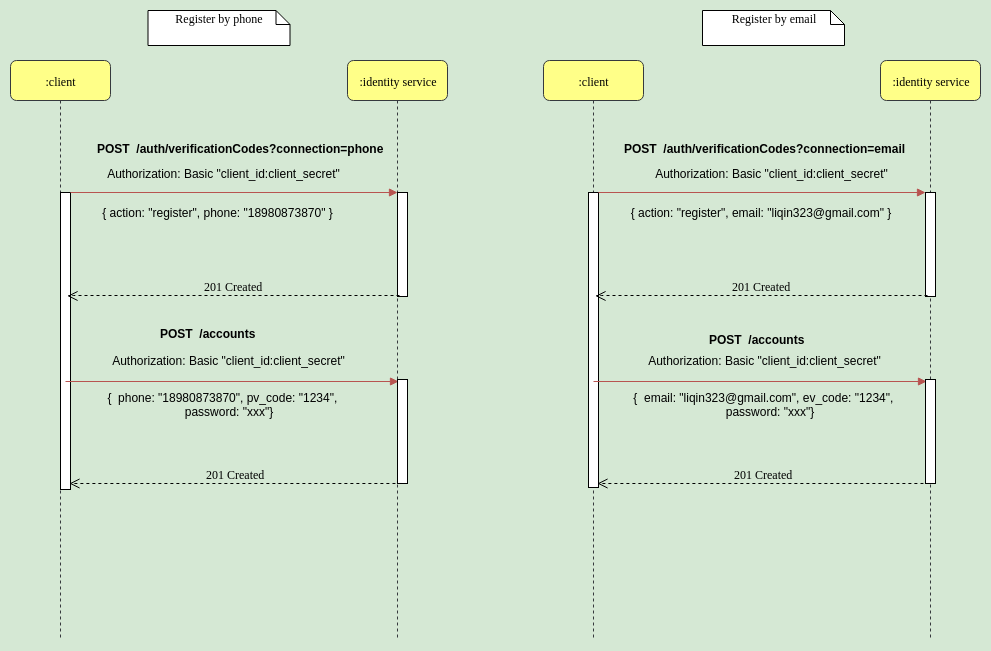 Register by phone
:client
:identity service
POST  /auth/verificationCodes?connection=phone
Authorization: Basic "client_id:client_secret"
{ action: "register", phone: "18980873870" }
201 Created
POST  /accounts
Authorization: Basic "client_id:client_secret"
{  phone: "18980873870", pv_code: "1234",
password: "xxx"}
201 Created
Register by email
:client
:identity service
POST  /auth/verificationCodes?connection=email
Authorization: Basic "client_id:client_secret"
{ action: "register", email: "liqin323@gmail.com" }
201 Created
POST  /accounts
Authorization: Basic "client_id:client_secret"
{  email: "liqin323@gmail.com", ev_code: "1234",
password: "xxx"}
201 Created